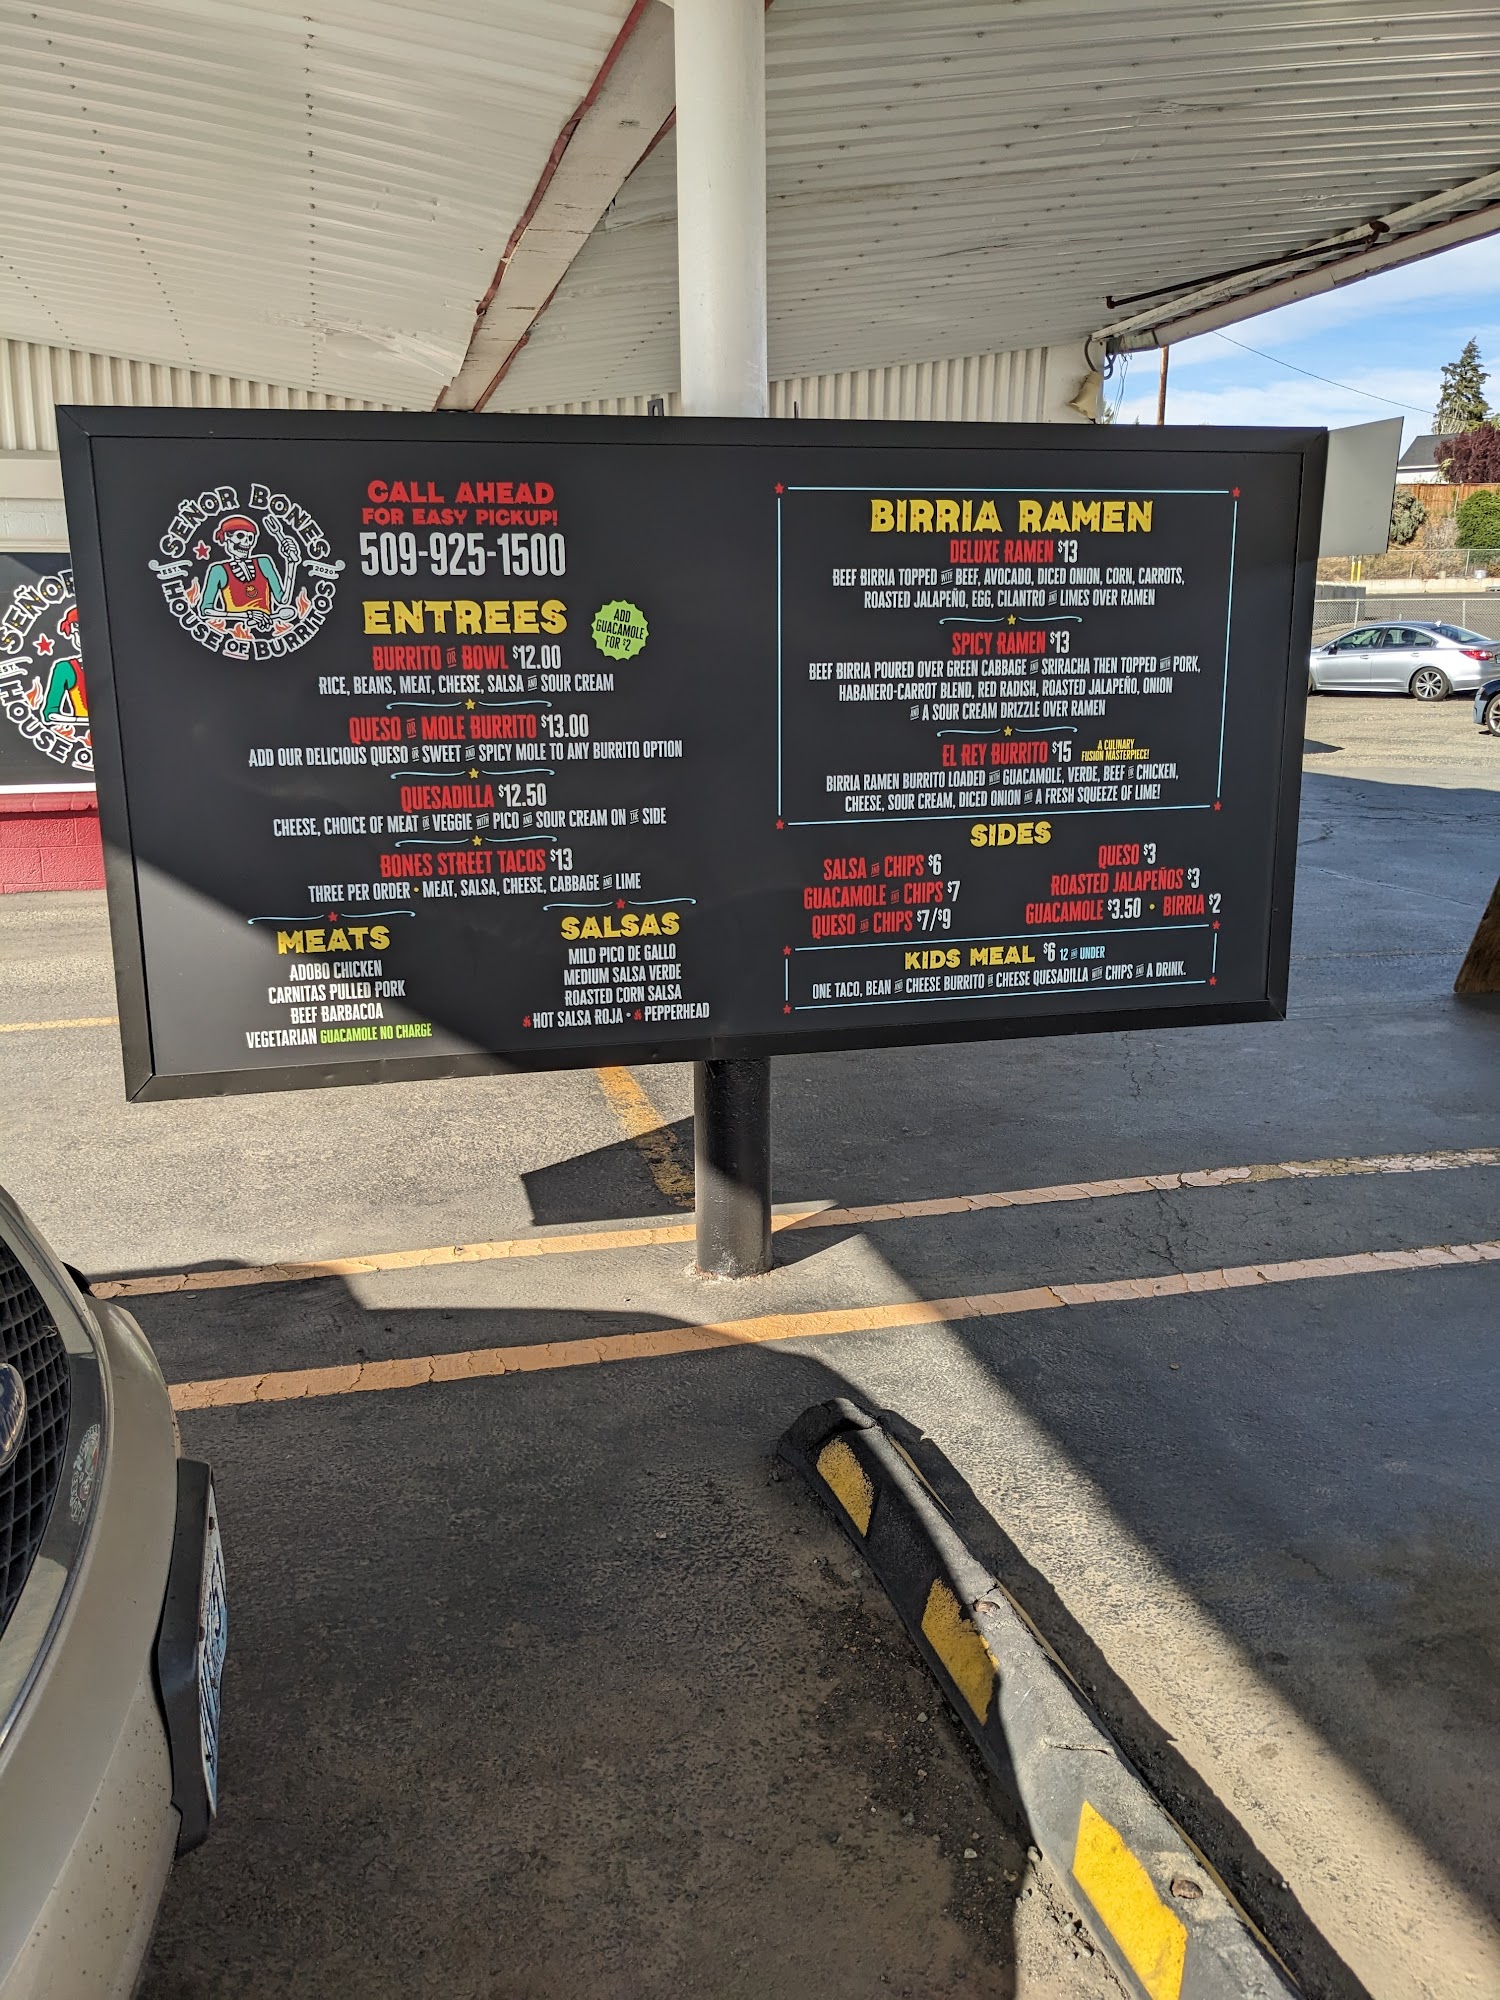 SEÑOR BONES
EST. 2020
HOUSE OF BURRITOS
CALL AHEAD
FOR EASY PICKUP!
509-925-1500
ENTREES
ADD
GUACAMOLE
FOR $2
BURRITO OR BOWL $12.00
RICE, BEANS, MEAT, CHEESE, SALSA AND SOUR CREAM
QUESO OR MOLE BURRITO $13.00
ADD OUR DELICIOUS QUESO OR SWEET AND SPICY MOLE TO ANY BURRITO OPTION
QUESADILLA $12.50
CHEESE, CHOICE OF MEAT OR VEGGIE WITH PICO AND SOUR CREAM ON THE SIDE
BONES STREET TACOS $13
THREE PER ORDER • MEAT, SALSA, CHEESE, CABBAGE AND LIME
MEATS
ADOBO CHICKEN
CARNITAS PULLED PORK
BEEF BARBACOA
VEGETARIAN GUACAMOLE NO CHARGE
SALSAS
MILD PICO DE GALLO
MEDIUM SALSA VERDE
ROASTED CORN SALSA
HOT SALSA ROJA • PEPPERHEAD
BIRRIA RAMEN
DELUXE RAMEN $13
BEEF BIRRIA TOPPED WITH BEEF, AVOCADO, DICED ONION, CORN, CARROTS,
ROASTED JALAPEÑO, EGG, CILANTRO AND LIMES OVER RAMEN
SPICY RAMEN $13
BEEF BIRRIA POURED OVER GREEN CABBAGE AND SRIRACHA THEN TOPPED WITH PORK,
HABANERO-CARROT BLEND, RED RADISH, ROASTED JALAPEÑO, ONION
AND A SOUR CREAM DRIZZLE OVER RAMEN
EL REY BURRITO $15
A CULINARY
FUSION MASTERPIECE!
BIRRIA RAMEN BURRITO LOADED WITH GUACAMOLE, VERDE, BEEF OR CHICKEN,
CHEESE, SOUR CREAM, DICED ONION AND A FRESH SQUEEZE OF LIME!
SIDES
SALSA AND CHIPS $6
GUACAMOLE AND CHIPS $7
QUESO AND CHIPS $7/$9
QUESO $3
ROASTED JALAPEÑOS $3
GUACAMOLE $3.50 • BIRRIA $2
KIDS MEAL $6 12 AND UNDER
ONE TACO, BEAN AND CHEESE BURRITO OR CHEESE QUESADILLA WITH CHIPS AND A DRINK.
SEÑOR
EST.
HOUSE O